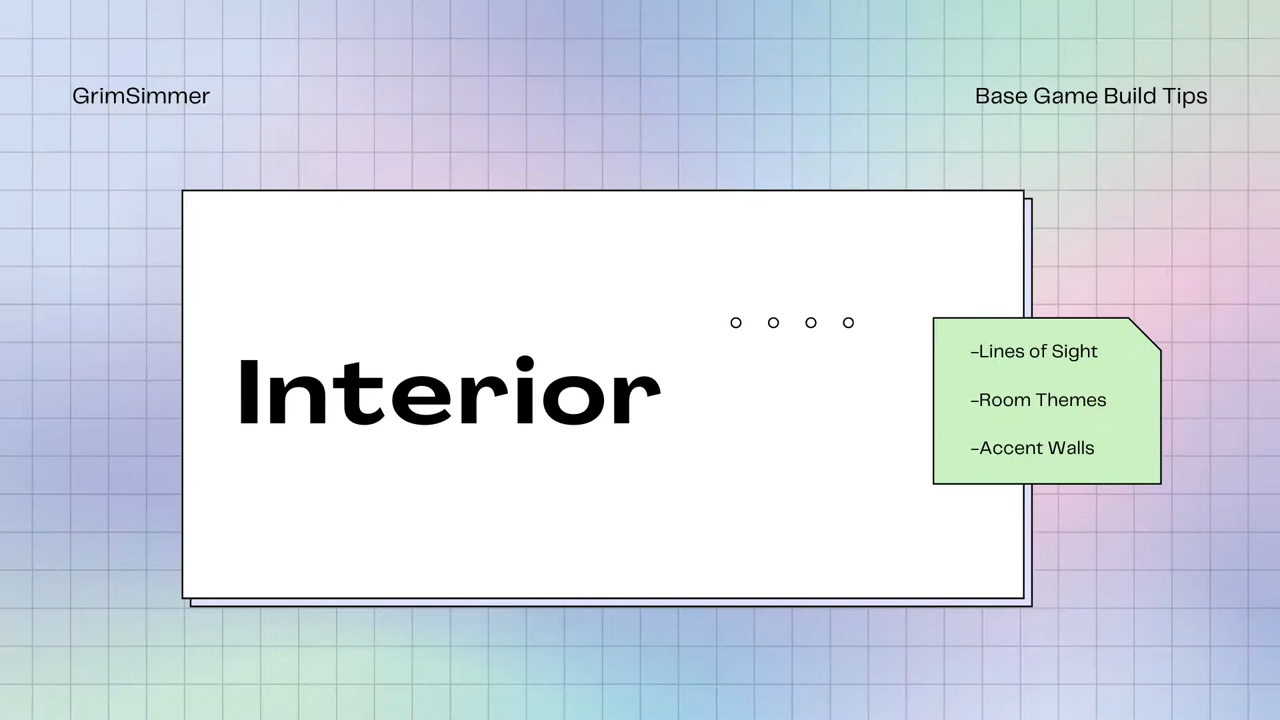 GrimSimmer
Base Game Build Tips
Interior
-Lines of Sight
-Room Themes
-Accent Walls